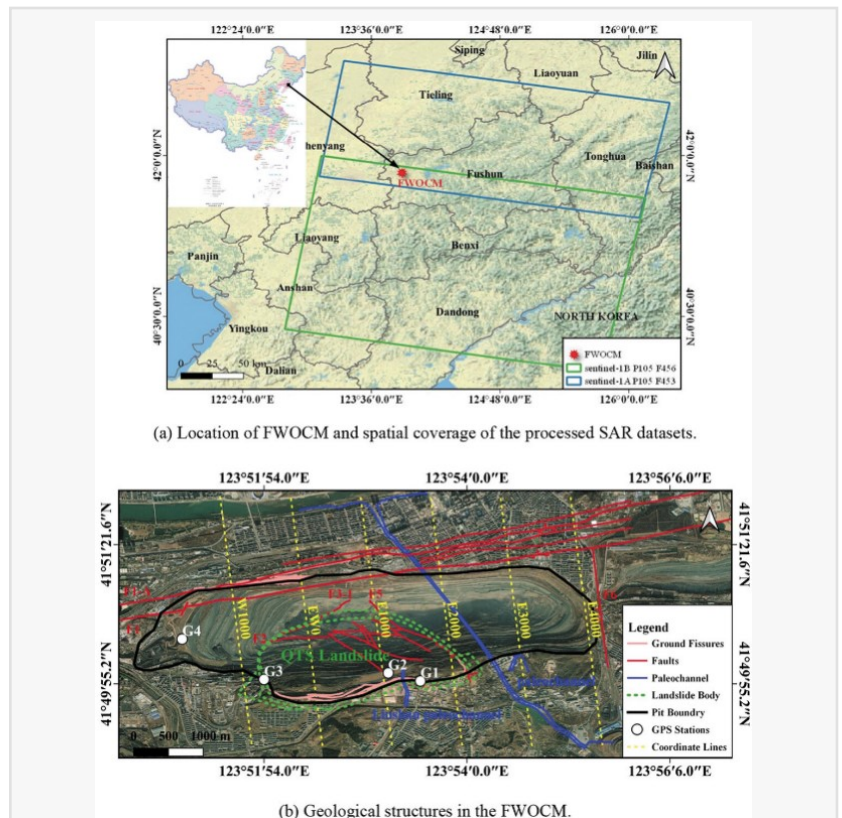 122°24'0.0"E 123°36'0.0"E 124°48'0.0"E 126°0'0.0"E
Siping
Jilin
Liaoyuan
Tieling
henyang
Tonghua
Baishan
42°0'0.0"N
42°0'0.0"N
Fushun
FWOCM
Liaoyang
Benxi
Panjin
Anshan
Dandong
NORTH KOREA
40°30'0.0"N
40°30'0.0"N
Yingkou
0 25 50 km
Dalian
FWOCM
sentinel-1B P105 F456
sentinel-1A P105 F453
122°24'0.0"E 123°36'0.0"E 124°48'0.0"E 126°0'0.0"E
(a) Location of FWOCM and spatial coverage of the processed SAR datasets.
123°51'54.0"E 123°54'0.0"E 123°56'6.0"E
41°51'21.6"N
41°51'21.6"N
F5
W1000
EW0
E1000
E2000
E3000
E4000
G4
QTS Landslide
G3
G2
G1
41°49'55.2"N
41°49'55.2"N
Legend
Ground Fissures
Faults
Paleochannel
Landslide Body
Pit Boundry
GPS Stations
Coordinate Lines
0 500 1000 m
123°51'54.0"E 123°54'0.0"E 123°56'6.0"E
(b) Geological structures in the FWOCM.